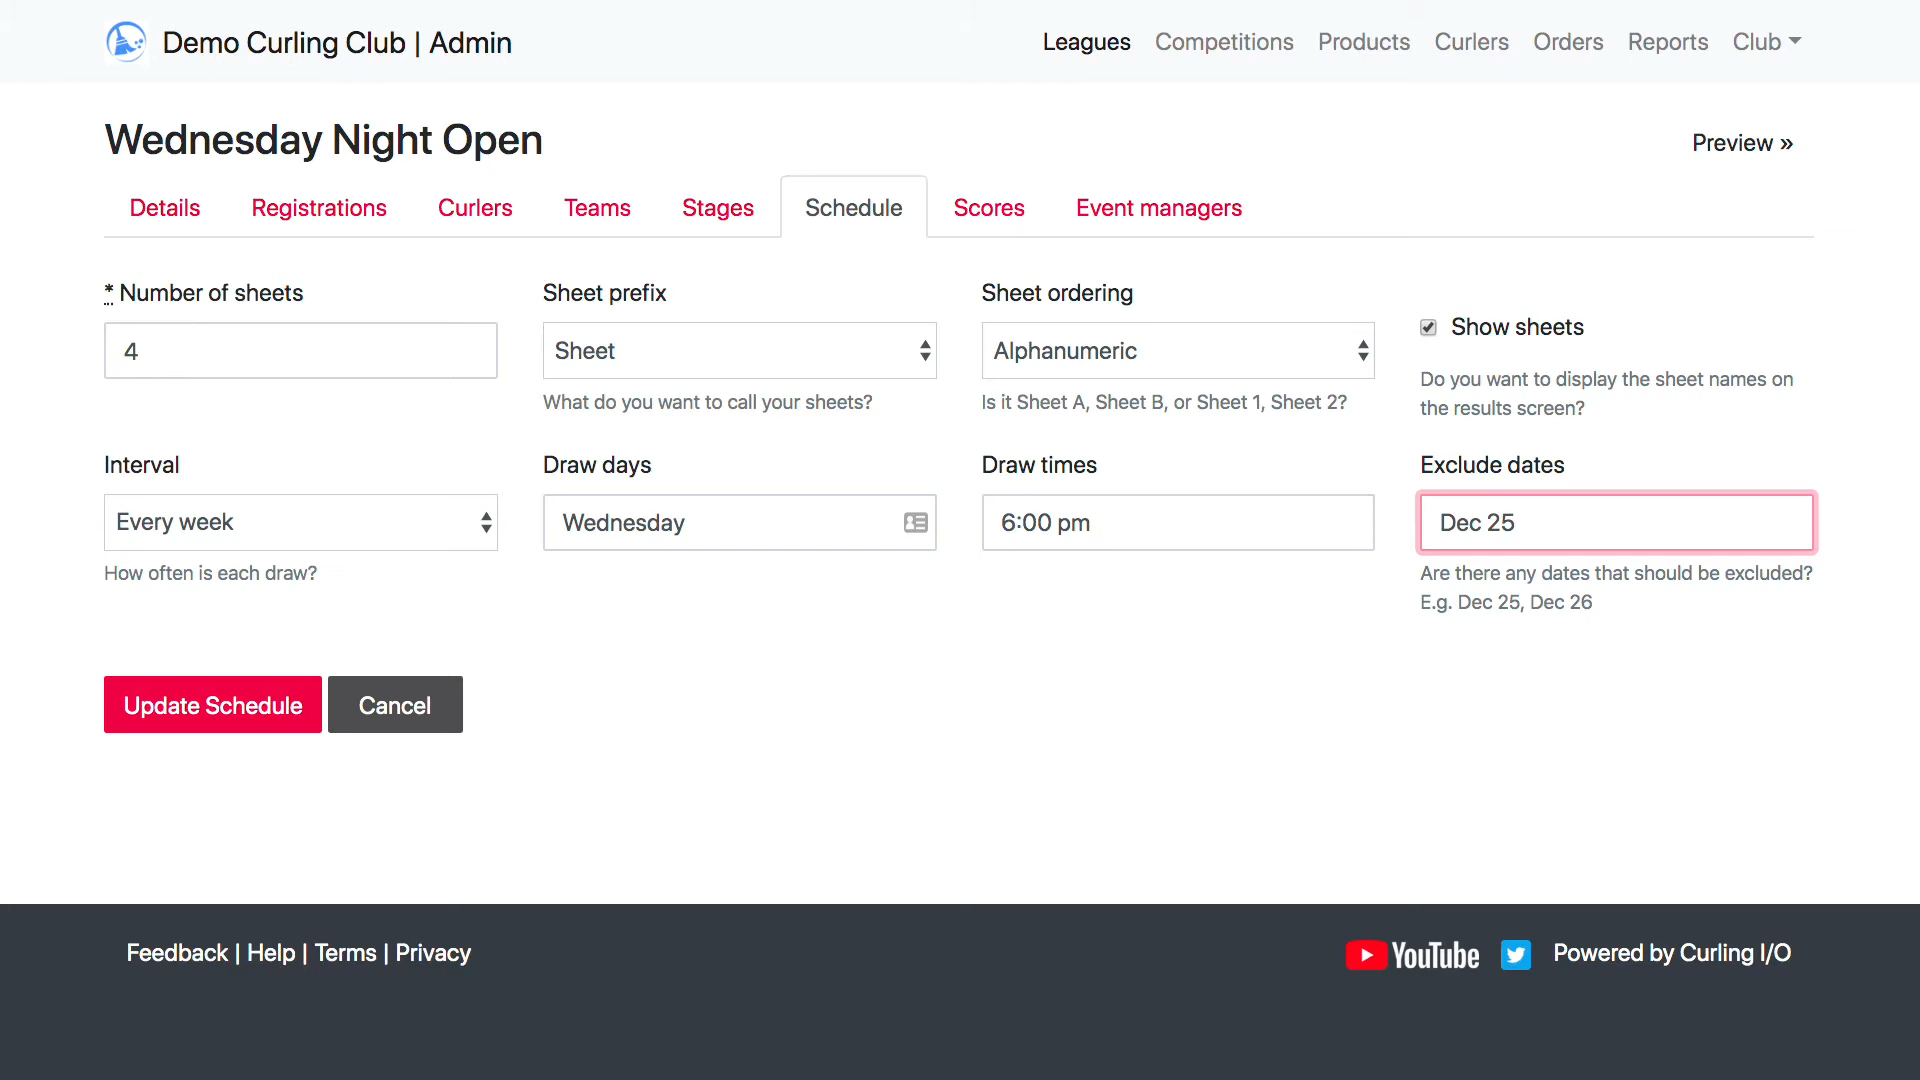 Demo Curling Club | Admin
Leagues Competitions Products Curlers Orders Reports Club
Wednesday Night Open
Preview »
Details Registrations Curlers Teams Stages Schedule Scores Event managers
* Number of sheets
4
Sheet prefix
Sheet
What do you want to call your sheets?
Sheet ordering
Alphanumeric
Is it Sheet A, Sheet B, or Sheet 1, Sheet 2?
Show sheets
Do you want to display the sheet names on
the results screen?
Interval
Every week
How often is each draw?
Draw days
Wednesday
Draw times
6:00 pm
Exclude dates
Dec 25
Are there any dates that should be excluded?
E.g. Dec 25, Dec 26
Update Schedule
Cancel
Feedback | Help | Terms | Privacy
YouTube
Powered by Curling I/O